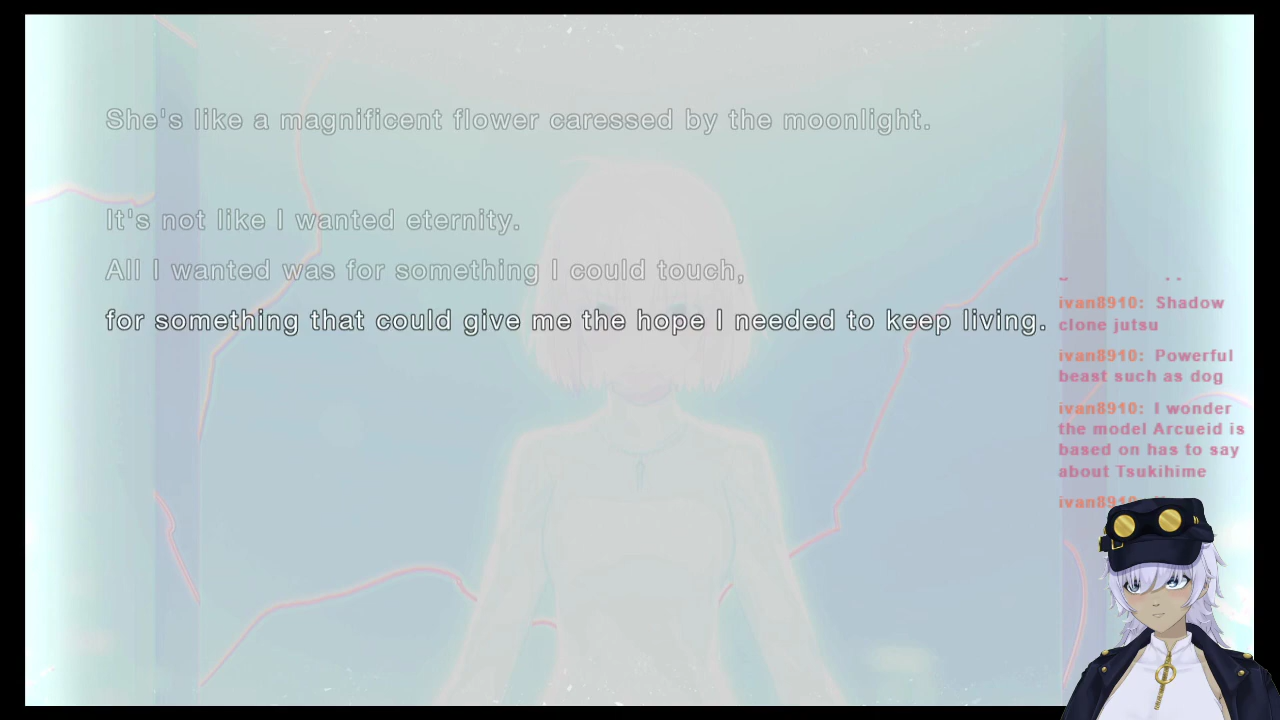 She's like a magnificent flower caressed by the moonlight.
It's not like I wanted eternity.
All I wanted was for something I could touch,
for something that could give me the hope I needed to keep living.
ivan8910: Shadow
clone jutsu
ivan8910: Powerful
beast such as dog
ivan8910: I wonder
the model Arcueid is
based on has to say
about Tsukihime